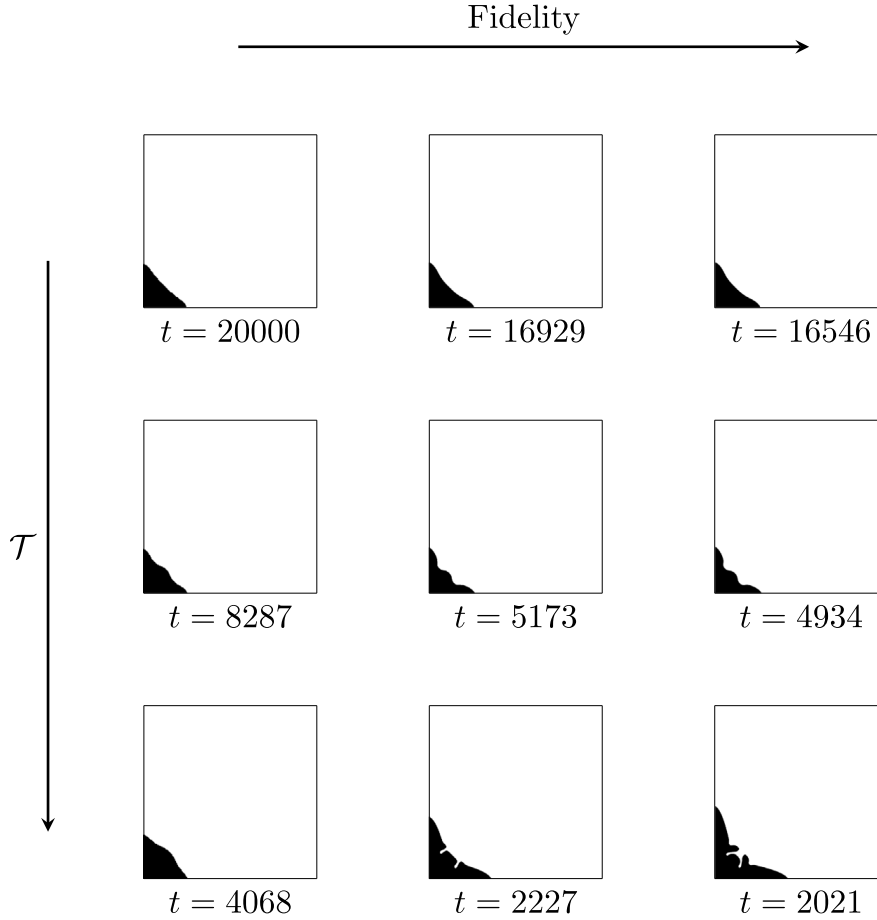 Fidelity
t = 20000
t = 16929
t = 16546
𝒯
t = 8287
t = 5173
t = 4934
t = 4068
t = 2227
t = 2021